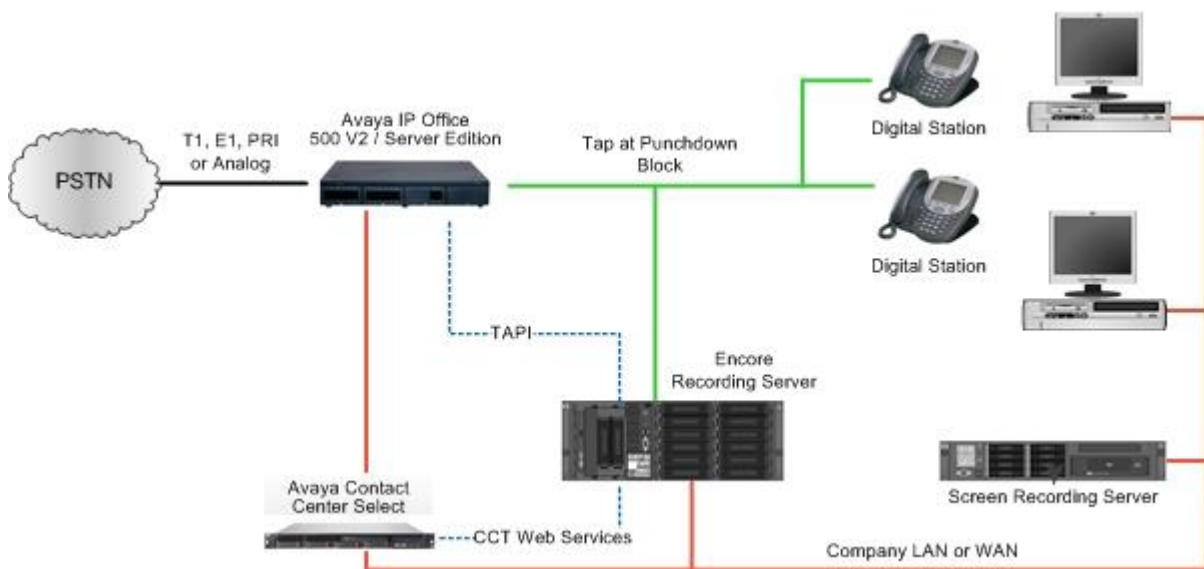 Avaya IP Office
500 V2 / Server Edition
T1, E1, PRI
or Analog
PSTN
Tap at Punchdown
Block
Digital Station
Digital Station
TAPI
Encore
Recording Server
Avaya Contact
Center Select
CCT Web Services
Screen Recording Server
Company LAN or WAN